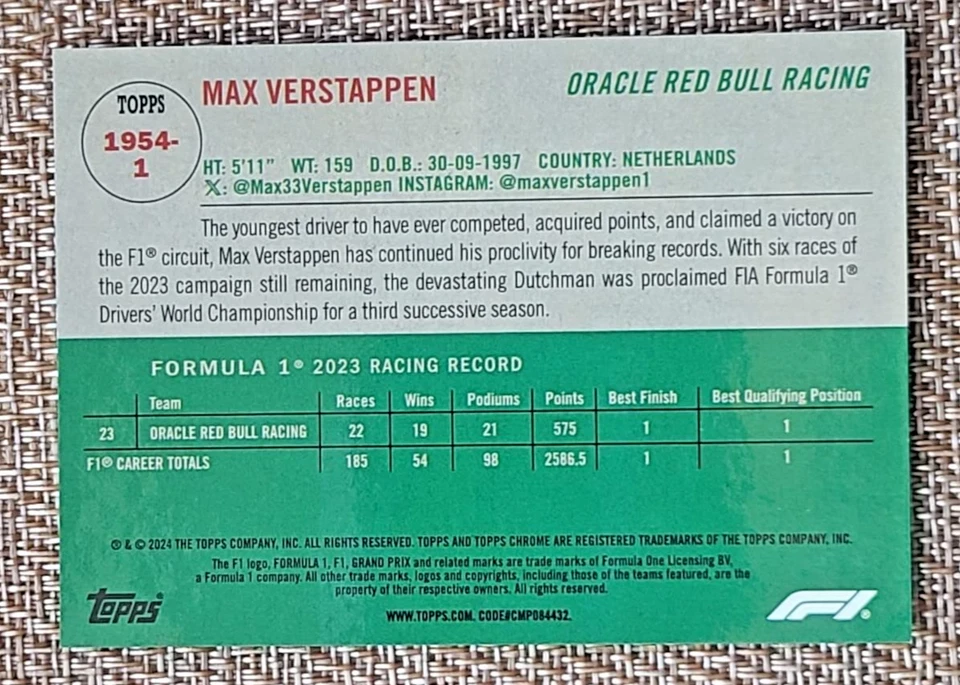 TOPPS
1954-
1
MAX VERSTAPPEN
ORACLE RED BULL RACING
HT: 5'11" WT: 159 D.O.B.: 30-09-1997 COUNTRY: NETHERLANDS
𝕏: @Max33Verstappen INSTAGRAM: @maxverstappen1
The youngest driver to have ever competed, acquired points, and claimed a victory on
the F1® circuit, Max Verstappen has continued his proclivity for breaking records. With six races of
the 2023 campaign still remaining, the devastating Dutchman was proclaimed FIA Formula 1®
Drivers' World Championship for a third successive season.
FORMULA 1® 2023 RACING RECORD
Team Races Wins Podiums Points Best Finish Best Qualifying Position
23 ORACLE RED BULL RACING 22 19 21 575 1 1
F1® CAREER TOTALS 185 54 98 2586.5 1 1
® & © 2024 THE TOPPS COMPANY, INC. ALL RIGHTS RESERVED. TOPPS AND TOPPS CHROME ARE REGISTERED TRADEMARKS OF THE TOPPS COMPANY, INC.
The F1 logo, FORMULA 1, F1, GRAND PRIX and related marks are trade marks of Formula One Licensing BV,
a Formula 1 company. All other trade marks, logos and copyrights, including those of the teams featured, are the
property of their respective owners. All rights reserved.
topps
WWW.TOPPS.COM. CODE#CMP084432
F1®